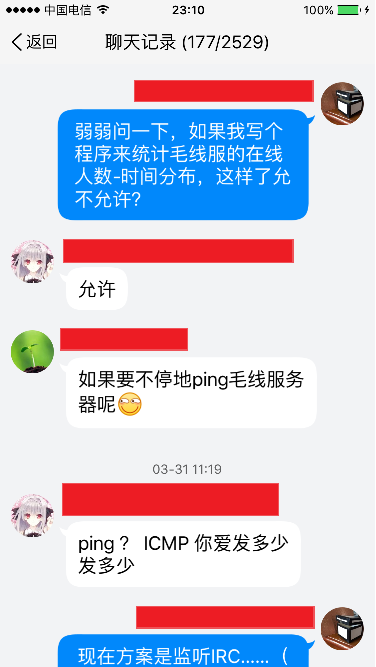 中国电信 23:10 100%
返回 聊天记录 (177/2529)
弱弱问一下，如果我写个
程序来统计毛线服的在线
人数-时间分布，这样了允
不允许?
允许
如果要不停地ping毛线服务
器呢
03-31 11:19
ping？ ICMP 你爱发多少
发多少
现在方案是监听IRC......（